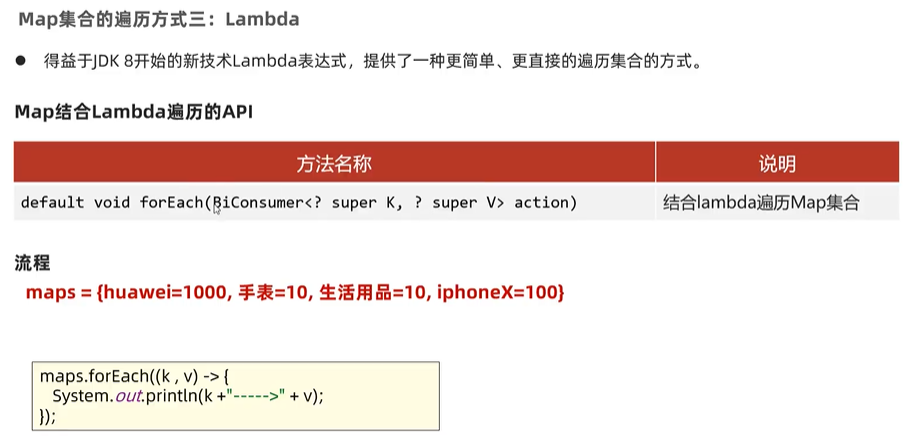 Map集合的遍历方式三：Lambda
● 得益于JDK 8开始的新技术Lambda表达式，提供了一种更简单、更直接的遍历集合的方式。
Map结合Lambda遍历的API
方法名称 说明
default void forEach(BiConsumer<? super K, ? super V> action) 结合lambda遍历Map集合
流程
maps = {huawei=1000, 手表=10, 生活用品=10, iphoneX=100}
maps.forEach((k , v) -> {
System.out.println(k +"----->" + v);
});